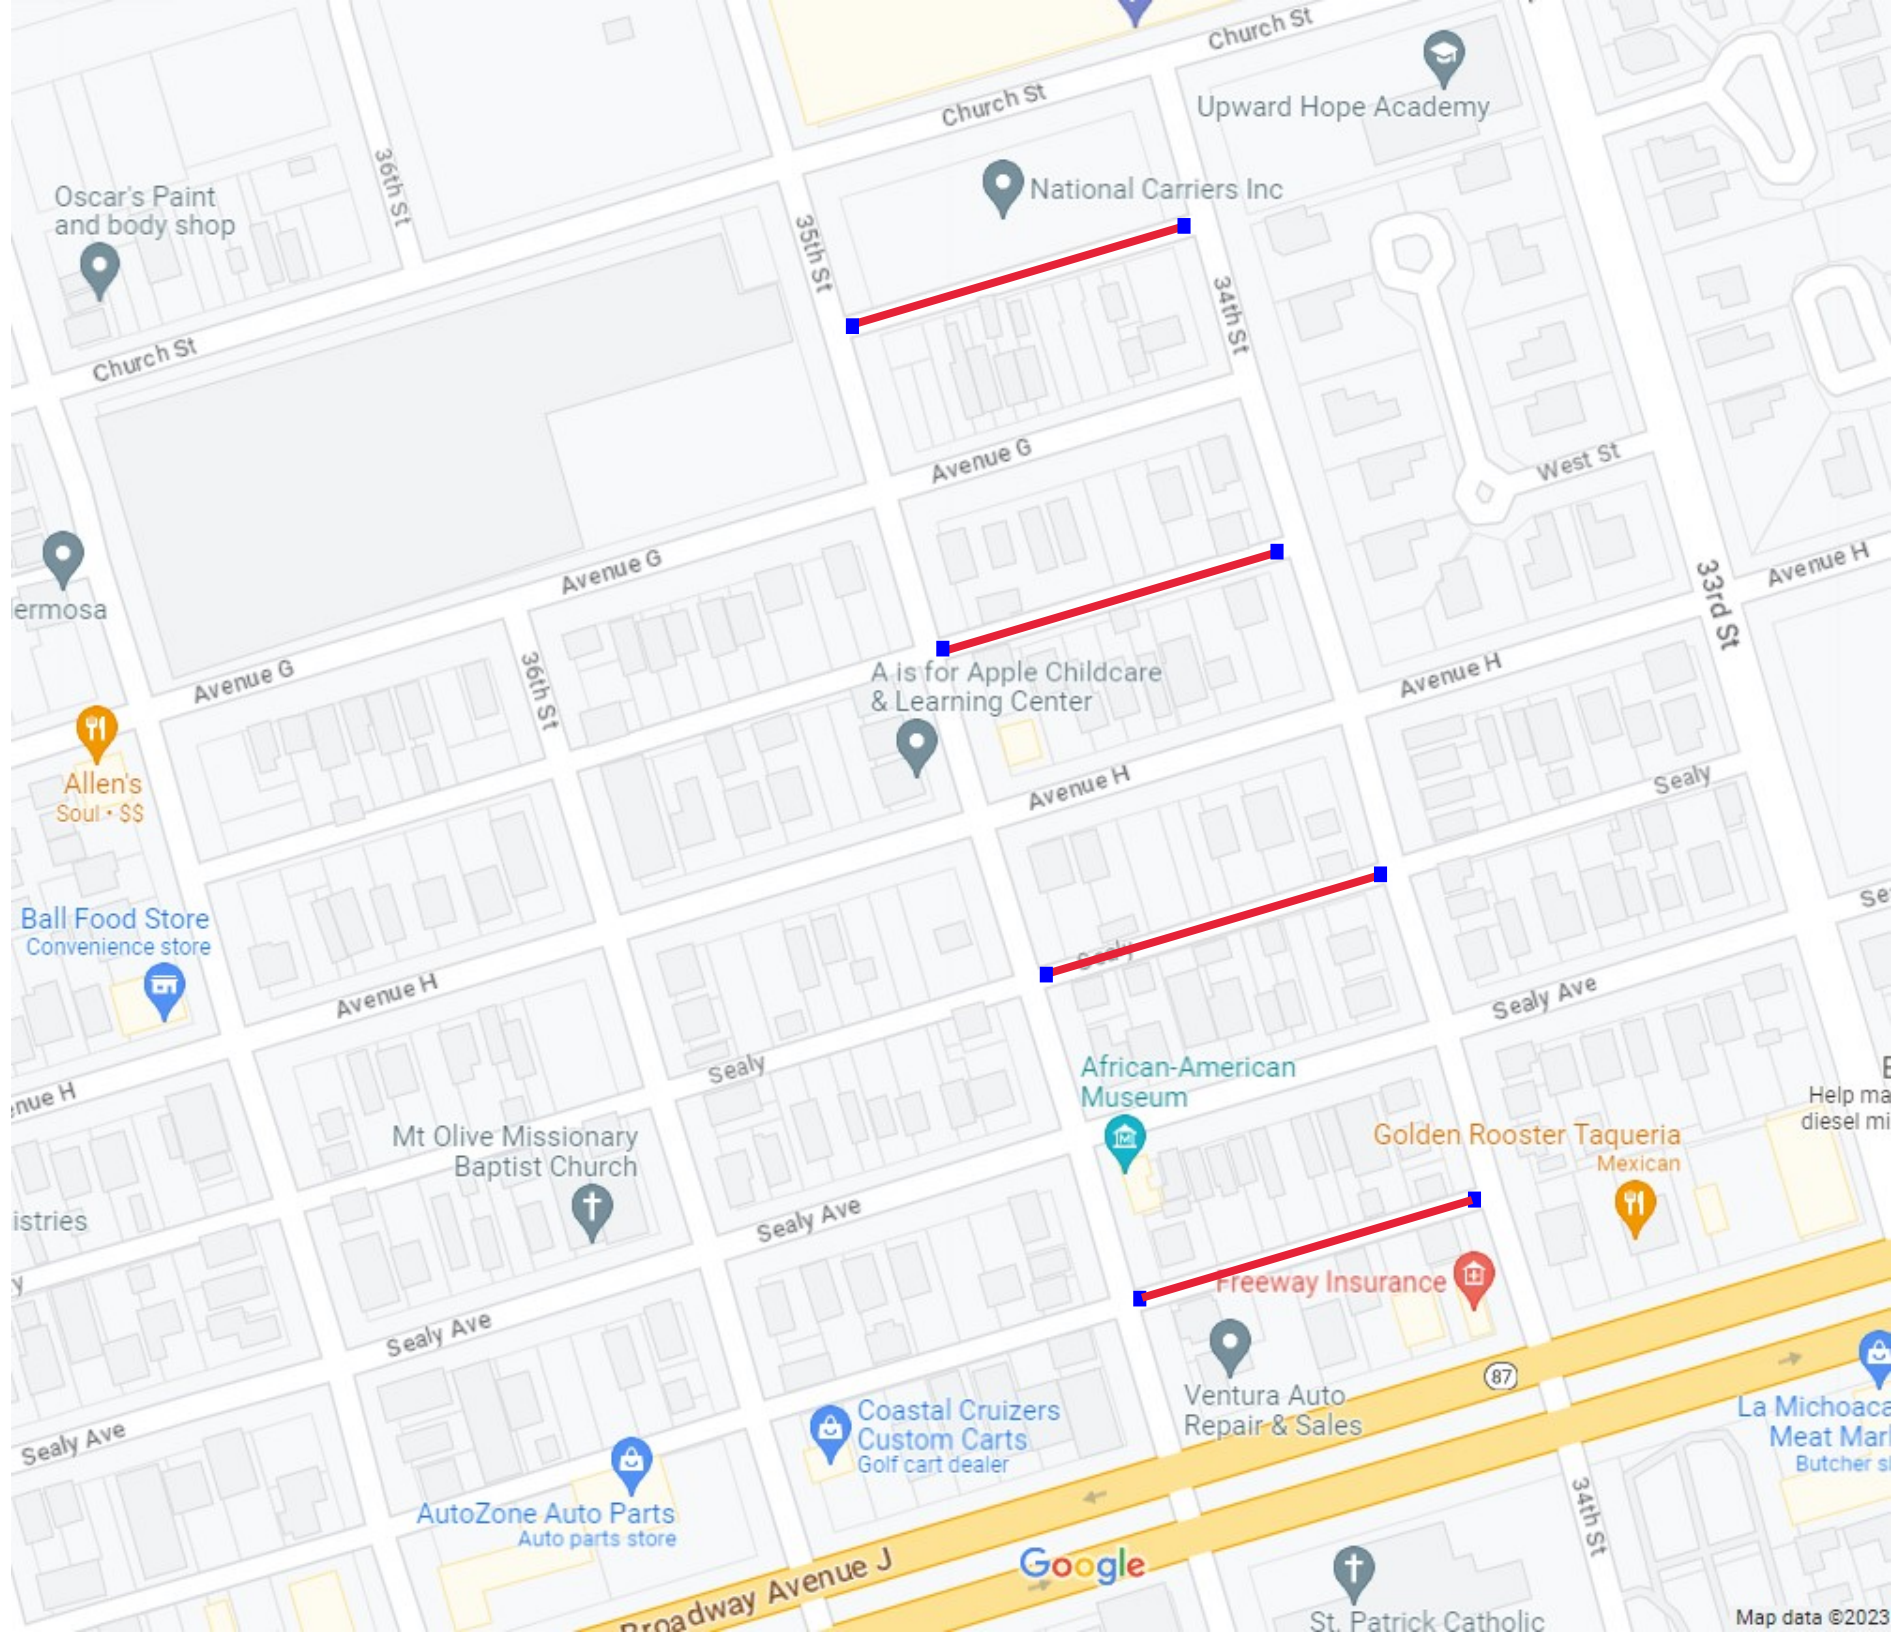 Church St
Church St
Upward Hope Academy
36th St
National Carriers Inc
Oscar's Paint
and body shop
35th St
34th St
Church St
Avenue G
West St
Avenue G
Avenue H
33rd St
ermosa
Avenue G
36th St
A is for Apple Childcare
& Learning Center
Avenue H
Allen's
Soul • $$
Avenue H
Sealy
Ball Food Store
Convenience store
Avenue H
Sealy
Sealy Ave
Se
Sealy
African-American
Museum
enue H
Help ma
diesel mi
Mt Olive Missionary
Baptist Church
Golden Rooster Taqueria
Mexican
istries
Sealy Ave
y
Freeway Insurance
Sealy Ave
87
Ventura Auto
Repair & Sales
Coastal Cruizers
Custom Carts
Golf cart dealer
La Michoaca
Meat Mar
Butcher s
Sealy Ave
AutoZone Auto Parts
Auto parts store
34th St
Google
Broadway Avenue J
St. Patrick Catholic
Map data ©2023